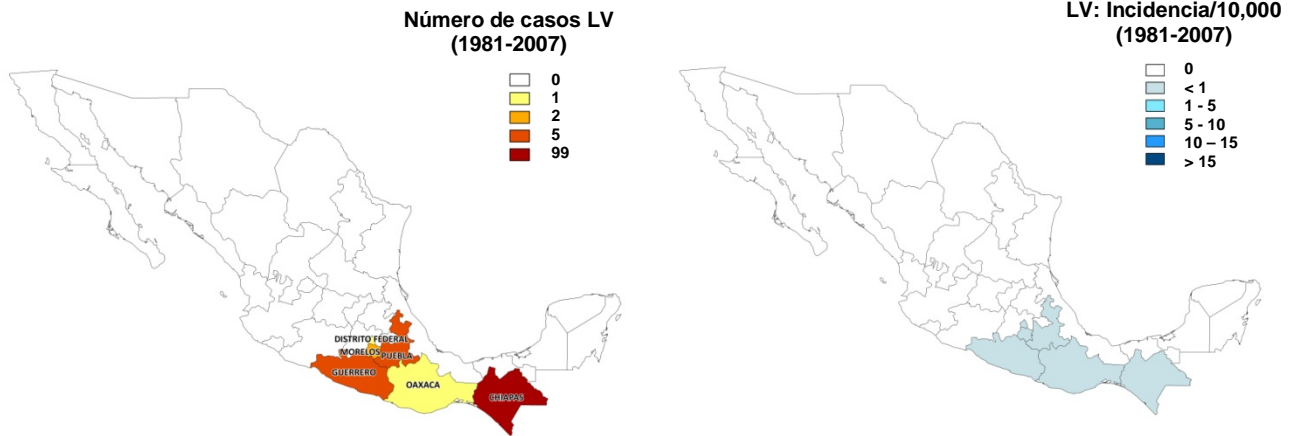 Número de casos LV
(1981-2007)
0
1
2
5
99
DISTRITO FEDERAL
MORELOS
PUEBLA
GUERRERO
OAXACA
CHIAPAS
LV: Incidencia/10,000
(1981-2007)
0
< 1
1 - 5
5 - 10
10 – 15
> 15